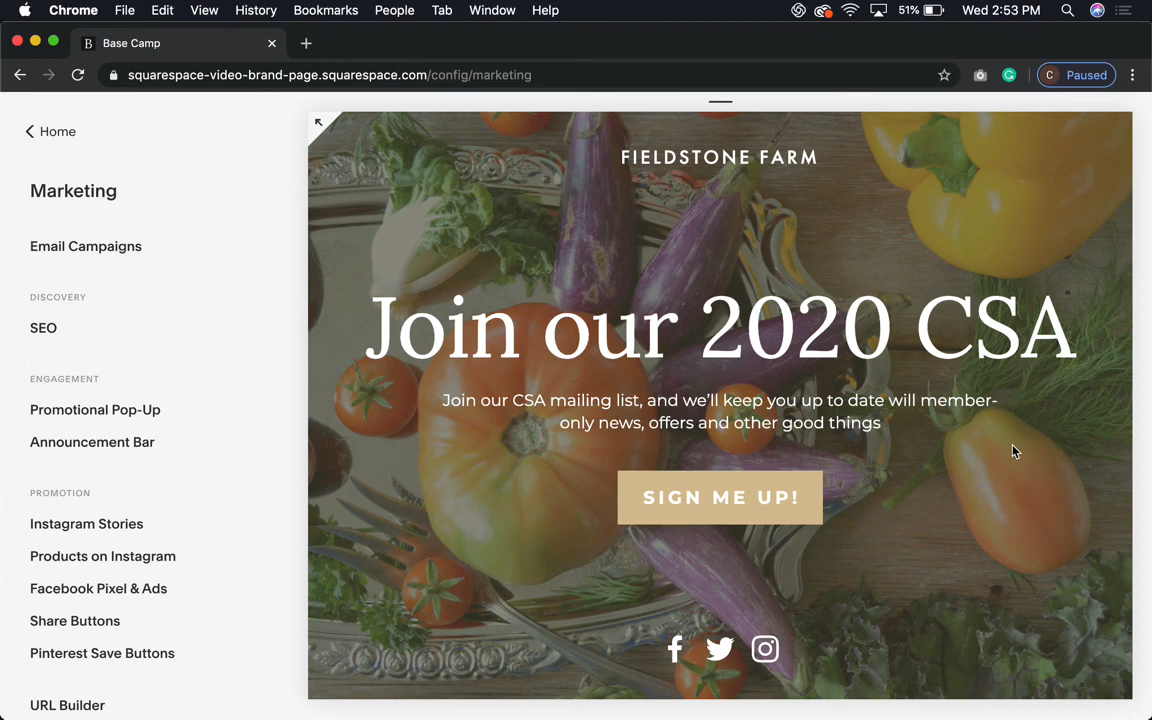 Chrome File Edit View History Bookmarks People Tab Window Help 51% Wed 2:53 PM
B Base Camp
squarespace-video-brand-page.squarespace.com/config/marketing C Paused
Home
Marketing
Email Campaigns
DISCOVERY
SEO
ENGAGEMENT
Promotional Pop-Up
Announcement Bar
PROMOTION
Instagram Stories
Products on Instagram
Facebook Pixel & Ads
Share Buttons
Pinterest Save Buttons
URL Builder
FIELDSTONE FARM
Join our 2020 CSA
Join our CSA mailing list, and we'll keep you up to date will member-
only news, offers and other good things
SIGN ME UP!